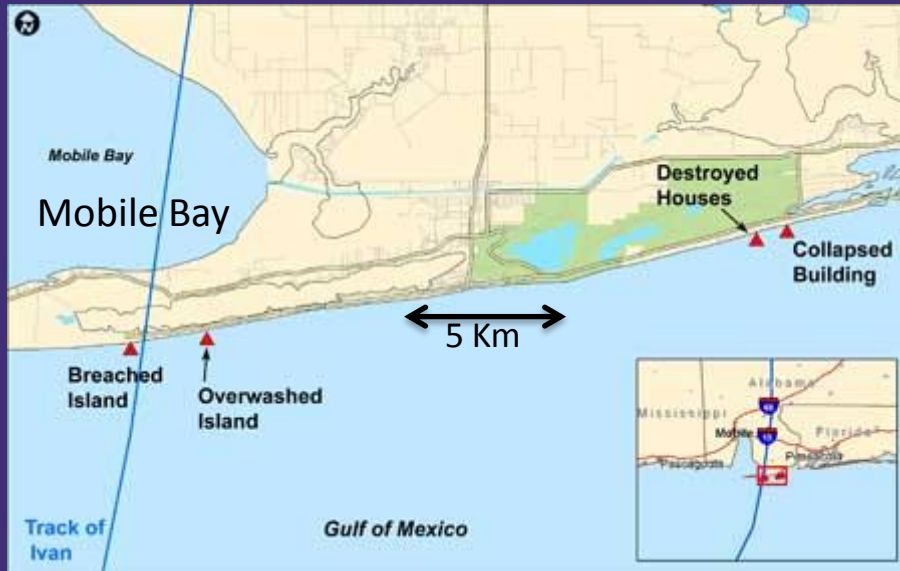 N
Mobile Bay
Mobile Bay
Destroyed
Houses
Collapsed
Building
5 Km
Breached
Island
Overwashed
Island
Track of
Ivan
Gulf of Mexico
Alabama
Mississippi
Mobile
Florida
Pascagoula
Pensacola
10